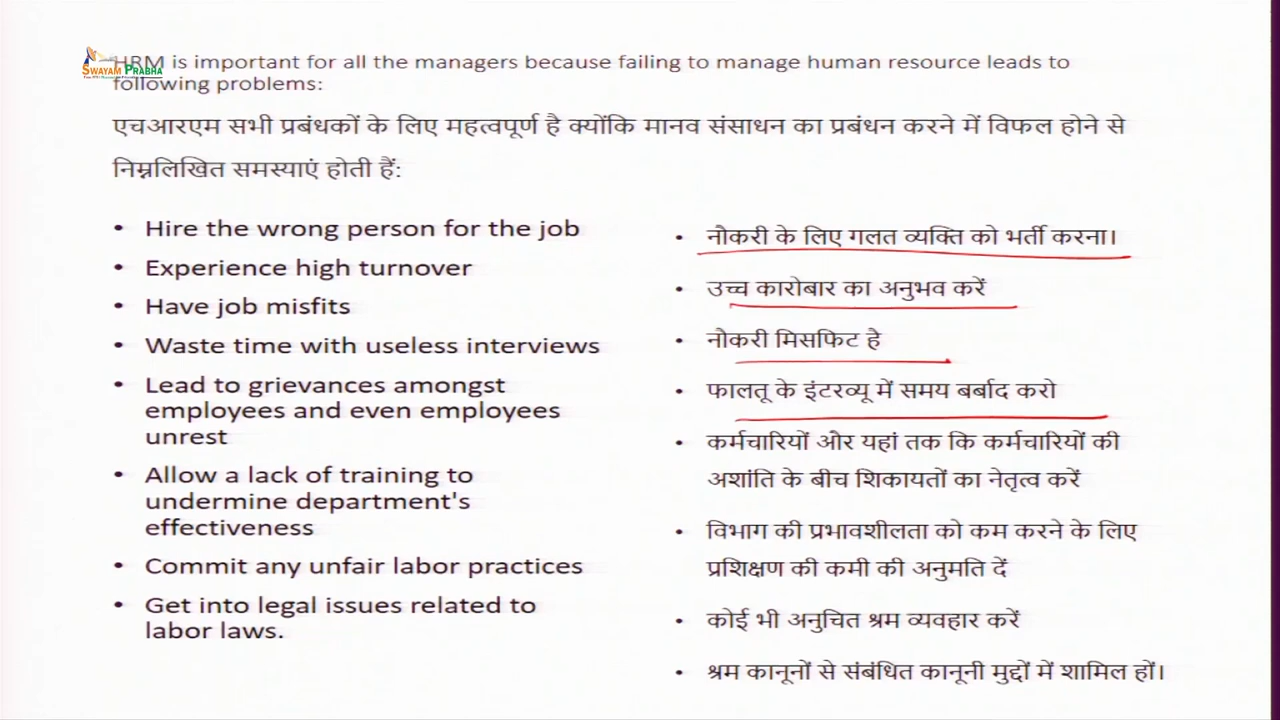 HRM is important for all the managers because failing to manage human resource leads to
SWAYAM PRABHA
following problems:
एचआरएम सभी प्रबंधकों के लिए महत्वपूर्ण है क्योंकि मानव संसाधन का प्रबंधन करने में विफल होने से
निम्नलिखित समस्याएं होती हैं:
• Hire the wrong person for the job
• Experience high turnover
• Have job misfits
• Waste time with useless interviews
• Lead to grievances amongst
employees and even employees
unrest
• Allow a lack of training to
undermine department's
effectiveness
• Commit any unfair labor practices
• Get into legal issues related to
labor laws.
• नौकरी के लिए गलत व्यक्ति को भर्ती करना।
• उच्च कारोबार का अनुभव करें
• नौकरी मिसफिट है
• फालतू के इंटरव्यू में समय बर्बाद करो
• कर्मचारियों और यहां तक कि कर्मचारियों की
अशांति के बीच शिकायतों का नेतृत्व करें
• विभाग की प्रभावशीलता को कम करने के लिए
प्रशिक्षण की कमी की अनुमति दें
• कोई भी अनुचित श्रम व्यवहार करें
• श्रम कानूनों से संबंधित कानूनी मुद्दों में शामिल हों।